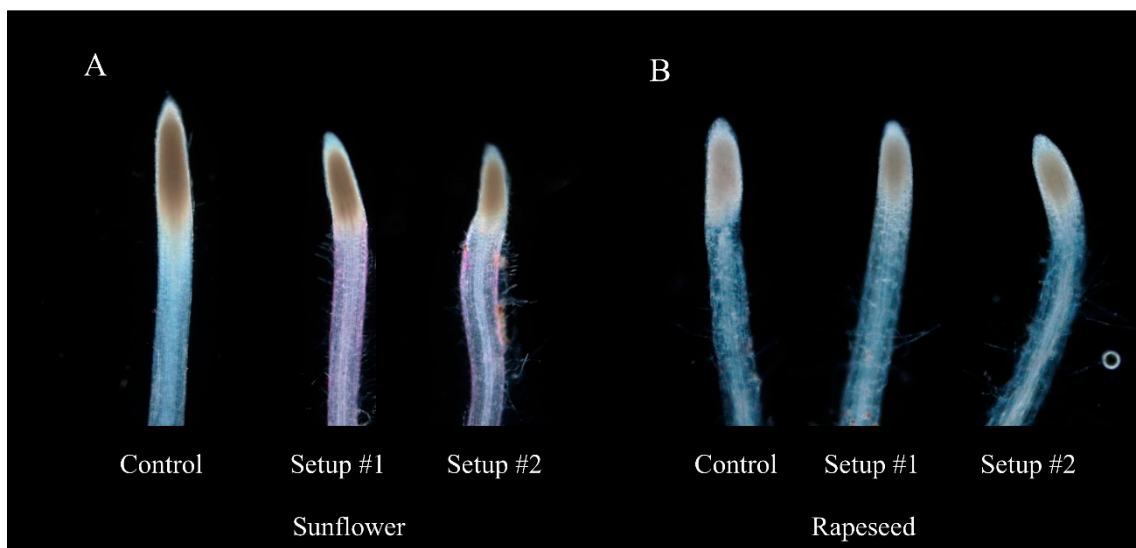 A
B
Control Setup #1 Setup #2 Control Setup #1 Setup #2
Sunflower Rapeseed